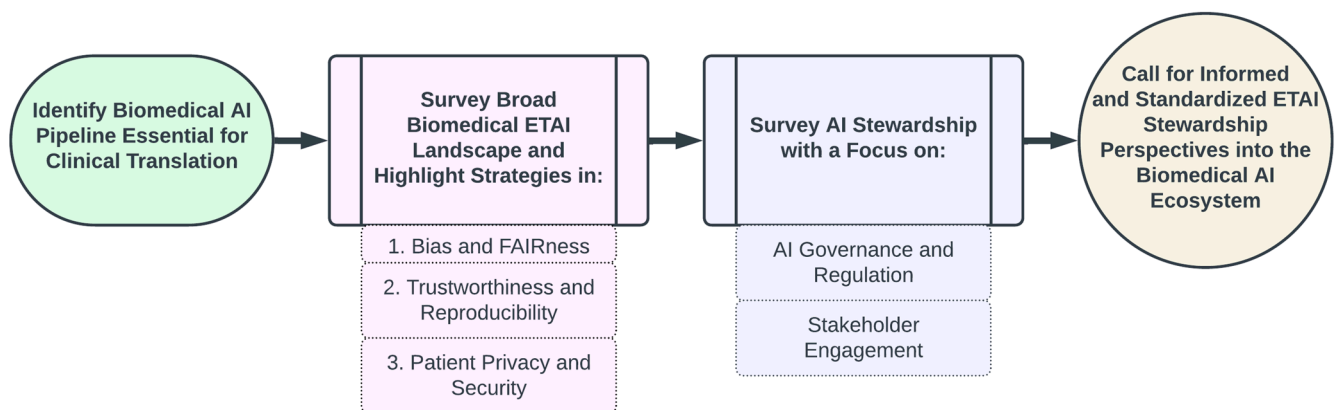 Identify Biomedical AI
Pipeline Essential for
Clinical Translation
Survey Broad
Biomedical ETAI
Landscape and
Highlight Strategies in:
1. Bias and FAIRness
2. Trustworthiness and
Reproducibility
3. Patient Privacy and
Security
Survey AI Stewardship
with a Focus on:
AI Governance and
Regulation
Stakeholder
Engagement
Call for Informed
and Standardized ETAI
Stewardship
Perspectives into the
Biomedical AI
Ecosystem